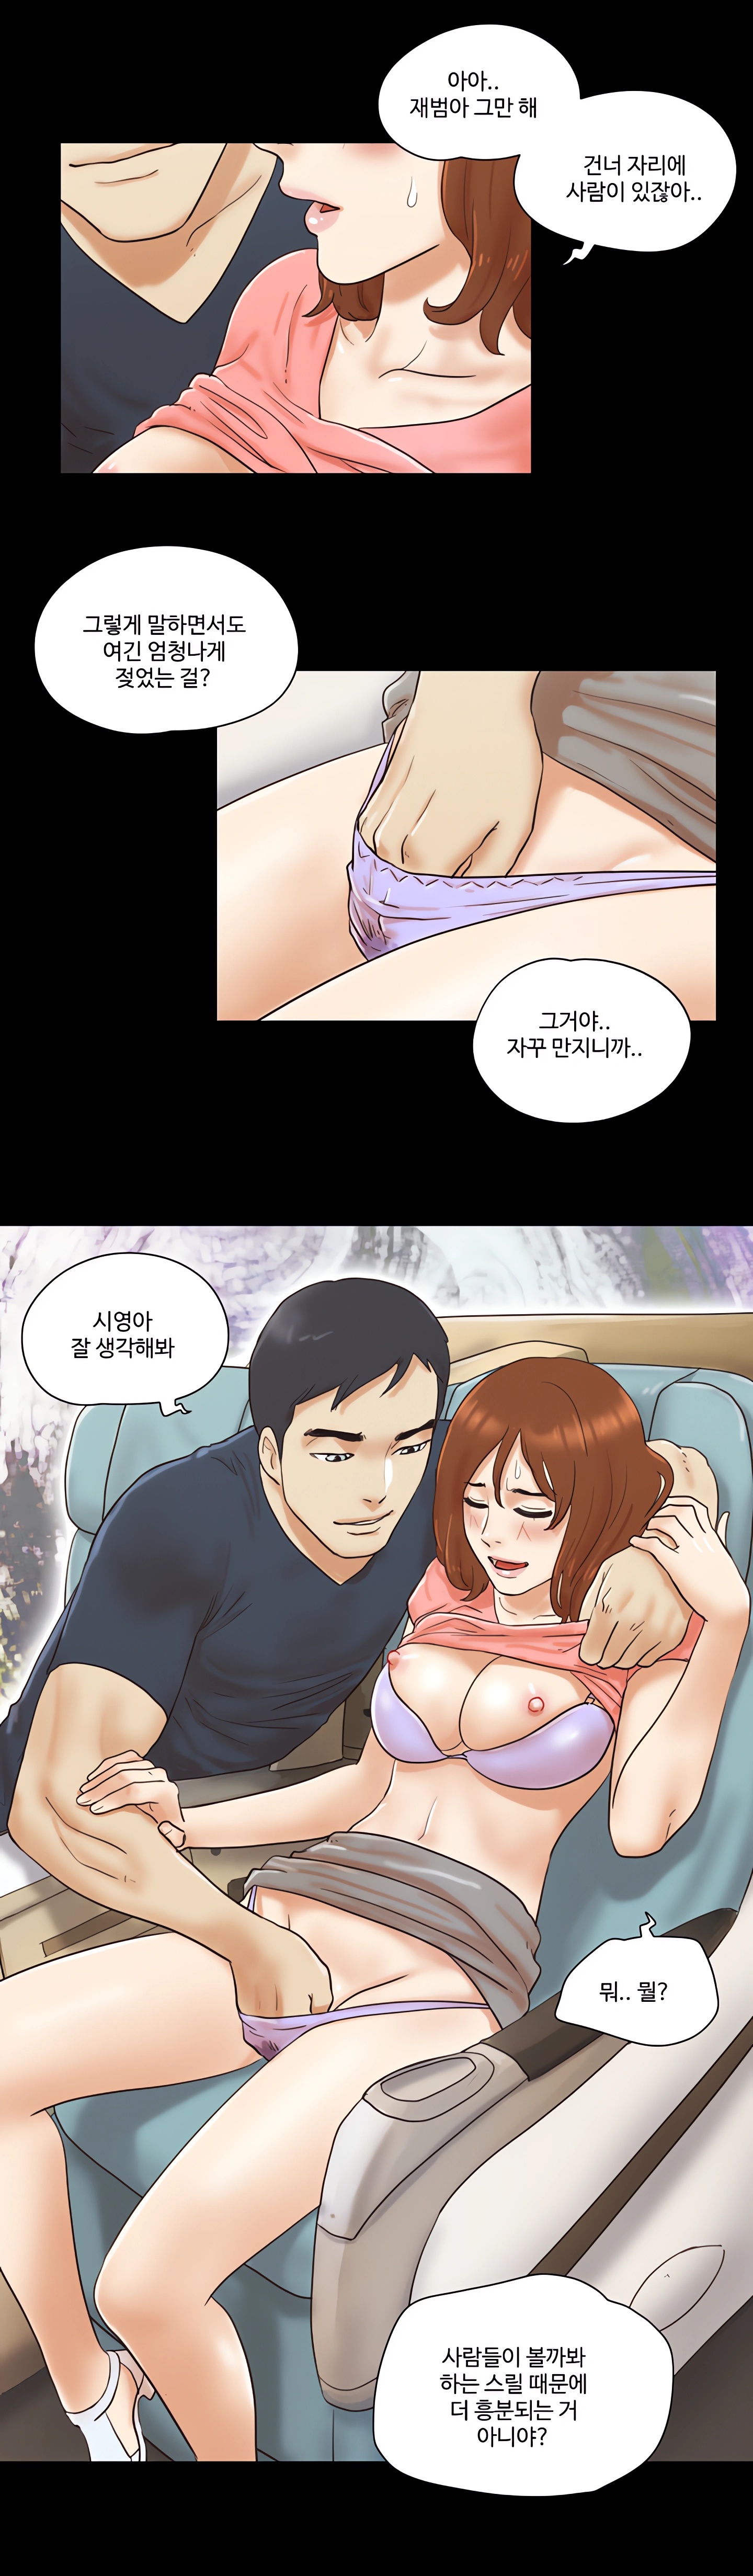 아아..
재범아 그만 해
건너 자리에
사람이 있잖아..
그렇게 말하면서도
여긴 엄청나게
젖었는 걸?
그거야..
자꾸 만지니까..
시영아
잘 생각해봐
뭐.. 뭘?
사람들이 볼까봐
하는 스릴 때문에
더 흥분되는 거
아니야?